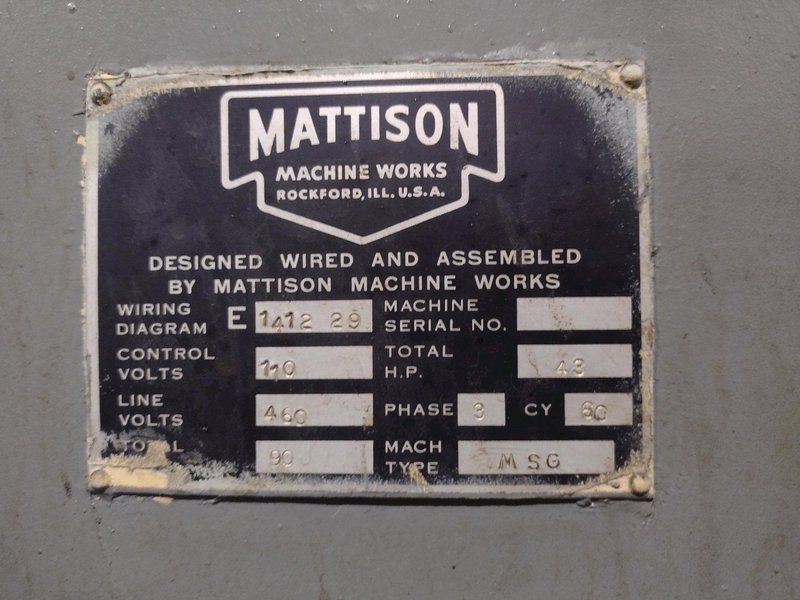 MATTISON
MACHINE WORKS
ROCKFORD, ILL. U.S.A.
DESIGNED WIRED AND ASSEMBLED
BY MATTISON MACHINE WORKS
WIRING DIAGRAM E 1412 29
MACHINE SERIAL NO.
CONTROL VOLTS 110
TOTAL H.P. 43
LINE VOLTS 460
PHASE 3 CY 60
TOTAL 90
MACH TYPE MSG